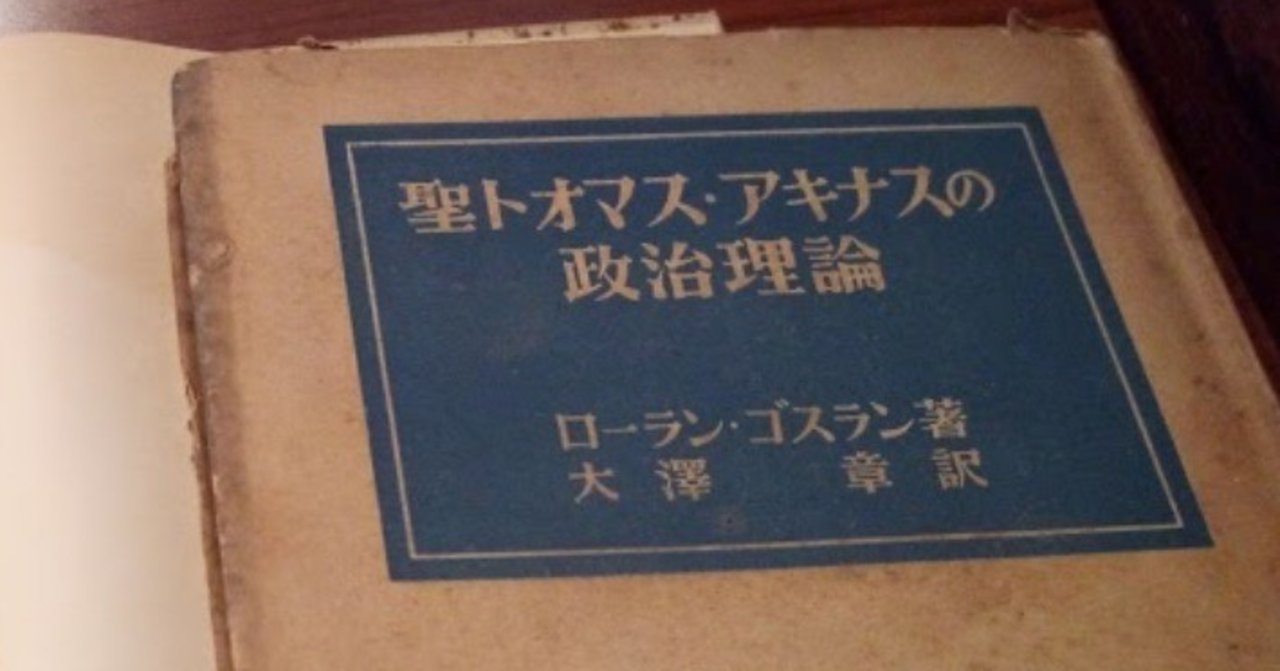 聖トオマス・アキナスの
政治理論
ローラン・ゴスラン著
大澤 章訳